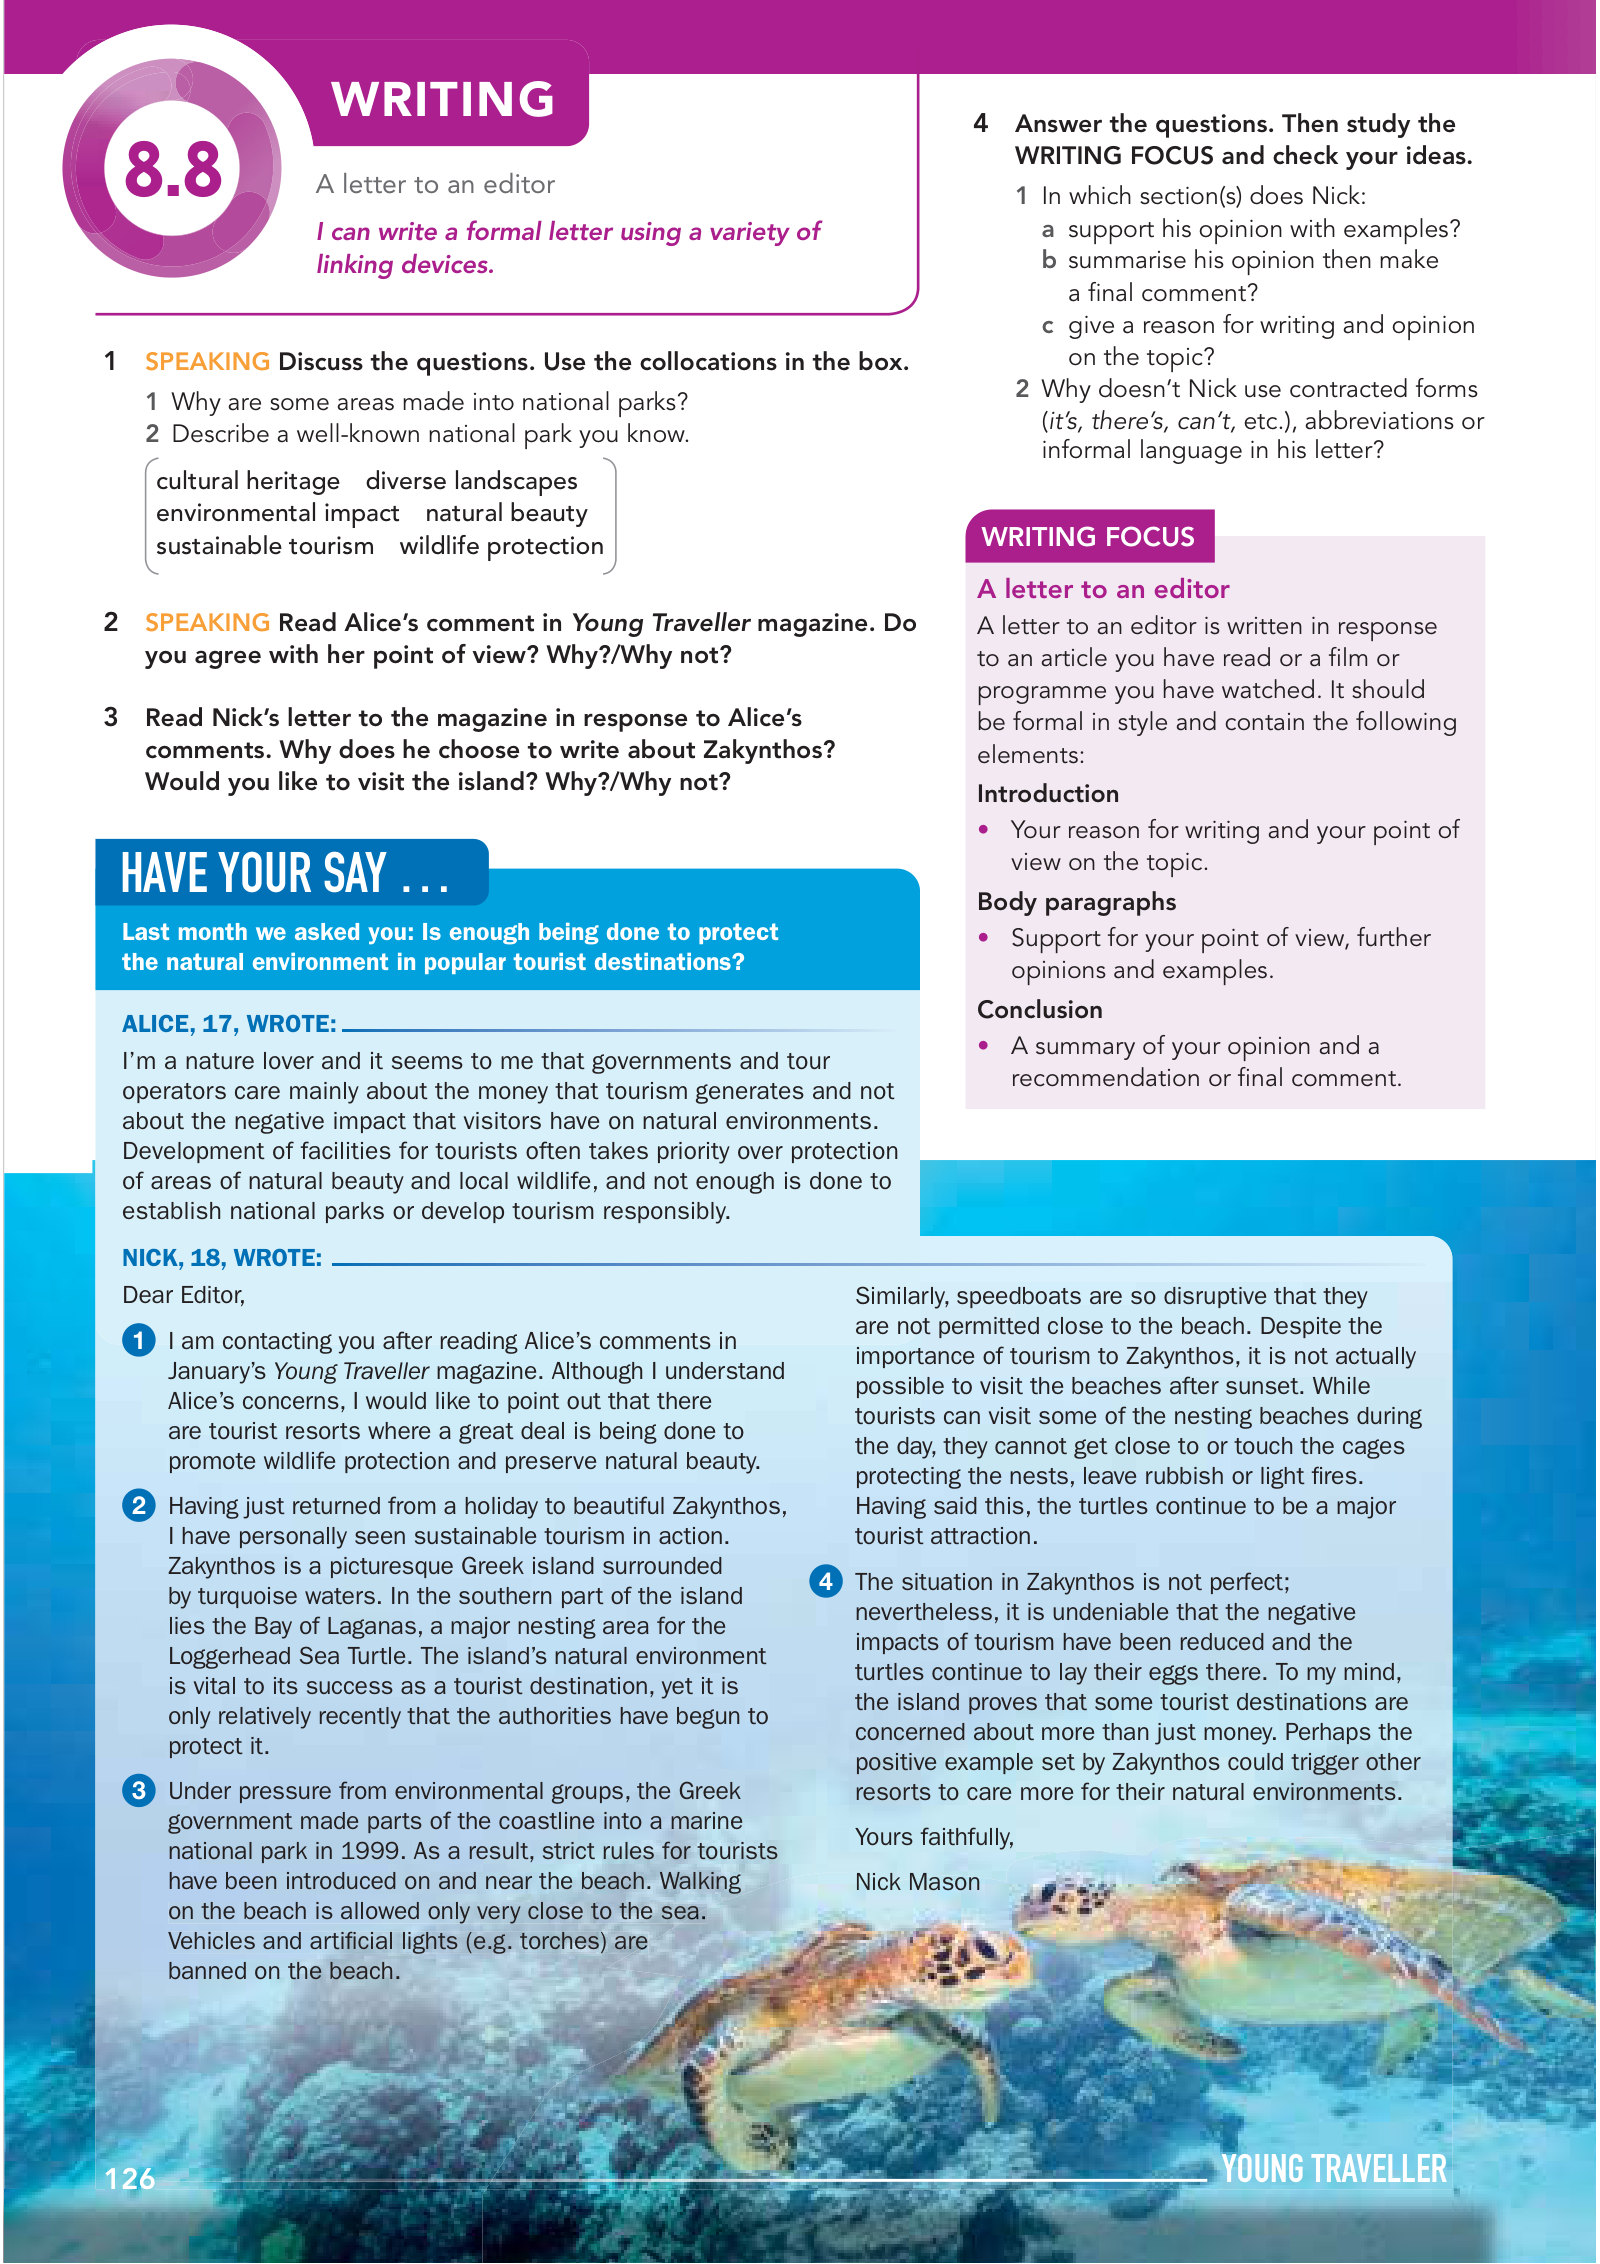 WRITING
8.8
A letter to an editor
I can write a formal letter using a variety of
linking devices.
1 SPEAKING Discuss the questions. Use the collocations in the box.
1 Why are some areas made into national parks?
2 Describe a well-known national park you know.
cultural heritage diverse landscapes
environmental impact natural beauty
sustainable tourism wildlife protection
2 SPEAKING Read Alice's comment in Young Traveller magazine. Do
you agree with her point of view? Why?/Why not?
3 Read Nick's letter to the magazine in response to Alice's
comments. Why does he choose to write about Zakynthos?
Would you like to visit the island? Why?/Why not?
4 Answer the questions. Then study the
WRITING FOCUS and check your ideas.
1 In which section(s) does Nick:
a support his opinion with examples?
b summarise his opinion then make
a final comment?
c give a reason for writing and opinion
on the topic?
2 Why doesn't Nick use contracted forms
(it's, there's, can't, etc.), abbreviations or
informal language in his letter?
WRITING FOCUS
A letter to an editor
A letter to an editor is written in response
to an article you have read or a film or
programme you have watched. It should
be formal in style and contain the following
elements:
Introduction
• Your reason for writing and your point of
view on the topic.
Body paragraphs
• Support for your point of view, further
opinions and examples.
Conclusion
• A summary of your opinion and a
recommendation or final comment.
HAVE YOUR SAY ...
Last month we asked you: Is enough being done to protect
the natural environment in popular tourist destinations?
ALICE, 17, WROTE:
I'm a nature lover and it seems to me that governments and tour
operators care mainly about the money that tourism generates and not
about the negative impact that visitors have on natural environments.
Development of facilities for tourists often takes priority over protection
of areas of natural beauty and local wildlife, and not enough is done to
establish national parks or develop tourism responsibly.
NICK, 18, WROTE:
Dear Editor,
1 I am contacting you after reading Alice's comments in
January's Young Traveller magazine. Although I understand
Alice's concerns, I would like to point out that there
are tourist resorts where a great deal is being done to
promote wildlife protection and preserve natural beauty.
2 Having just returned from a holiday to beautiful Zakynthos,
I have personally seen sustainable tourism in action.
Zakynthos is a picturesque Greek island surrounded
by turquoise waters. In the southern part of the island
lies the Bay of Laganas, a major nesting area for the
Loggerhead Sea Turtle. The island's natural environment
is vital to its success as a tourist destination, yet it is
only relatively recently that the authorities have begun to
protect it.
3 Under pressure from environmental groups, the Greek
government made parts of the coastline into a marine
national park in 1999. As a result, strict rules for tourists
have been introduced on and near the beach. Walking
on the beach is allowed only very close to the sea.
Vehicles and artificial lights (e.g. torches) are
banned on the beach.
Similarly, speedboats are so disruptive that they
are not permitted close to the beach. Despite the
importance of tourism to Zakynthos, it is not actually
possible to visit the beaches after sunset. While
tourists can visit some of the nesting beaches during
the day, they cannot get close to or touch the cages
protecting the nests, leave rubbish or light fires.
Having said this, the turtles continue to be a major
tourist attraction.
4 The situation in Zakynthos is not perfect;
nevertheless, it is undeniable that the negative
impacts of tourism have been reduced and the
turtles continue to lay their eggs there. To my mind,
the island proves that some tourist destinations are
concerned about more than just money. Perhaps the
positive example set by Zakynthos could trigger other
resorts to care more for their natural environments.
Yours faithfully,
Nick Mason
126
YOUNG TRAVELLER